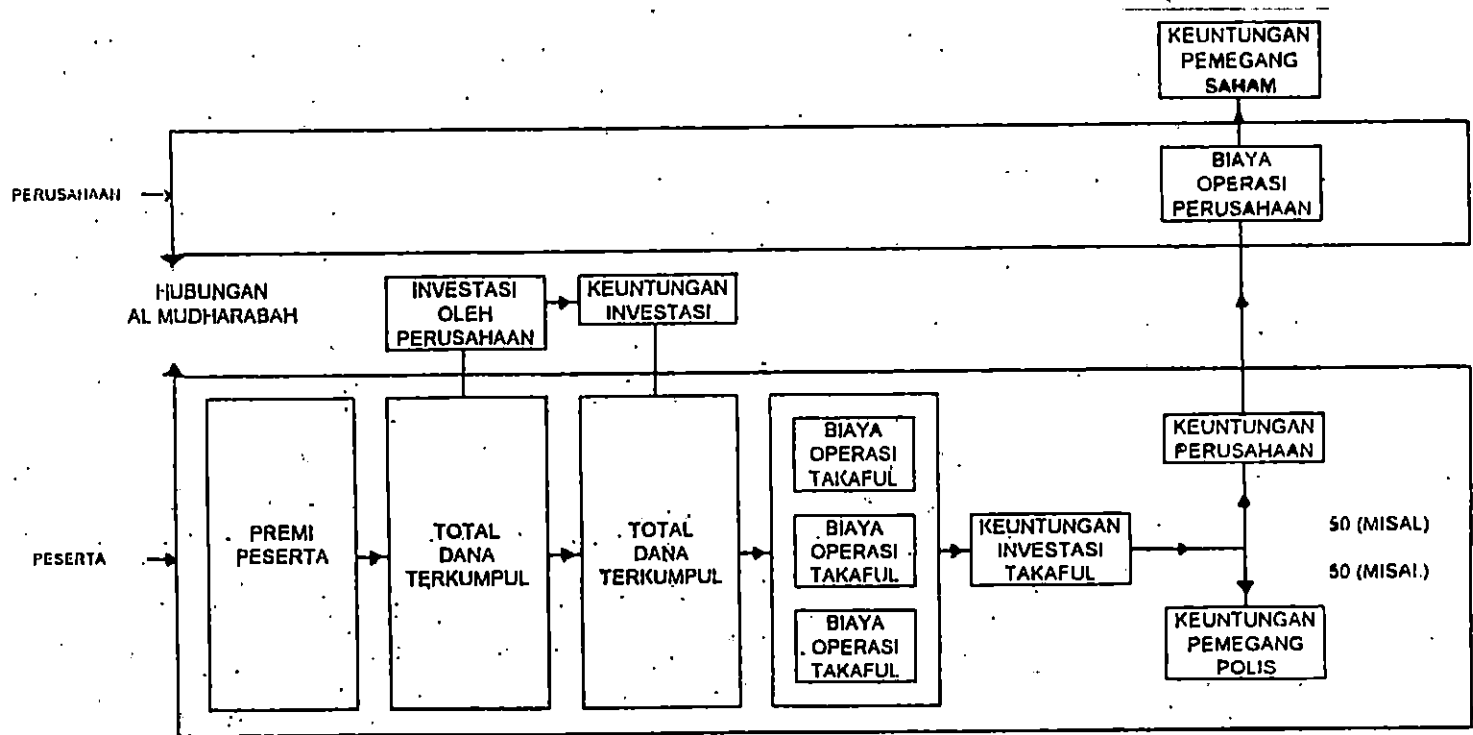 KEUNTUNGAN
PEMEGANG
SAHAM
PERUSAHAAN
BIAYA
OPERASI
PERUSAHAAN
HUBUNGAN
AL MUDHARABAH
INVESTASI
OLEH
PERUSAHAAN
KEUNTUNGAN
INVESTASI
PESERTA
PREMI
PESERTA
TOTAL
DANA
TERKUMPUL
TOTAL
DANA
TERKUMPUL
BIAYA
OPERASI
TAKAFUL
BIAYA
OPERASI
TAKAFUL
BIAYA
OPERASI
TAKAFUL
KEUNTUNGAN
INVESTASI
TAKAFUL
KEUNTUNGAN
PERUSAHAAN
50 (MISAL)
50 (MISAL)
KEUNTUNGAN
PEMEGANG
POLIS